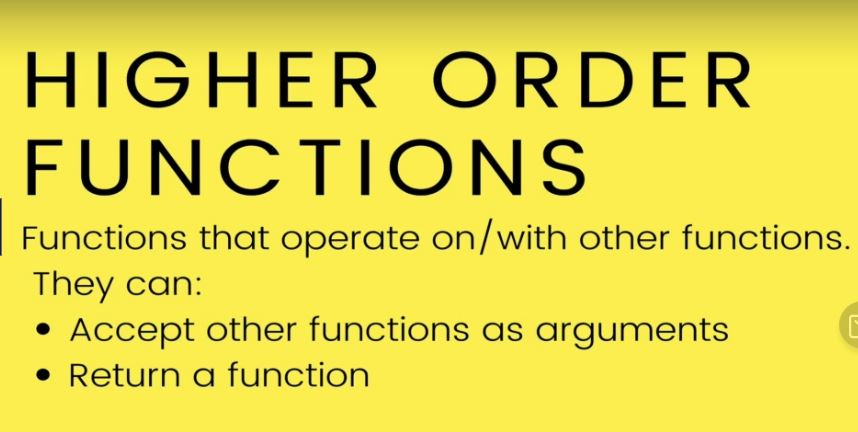 HIGHER ORDER
FUNCTIONS
Functions that operate on/with other functions.
They can:
• Accept other functions as arguments
• Return a function